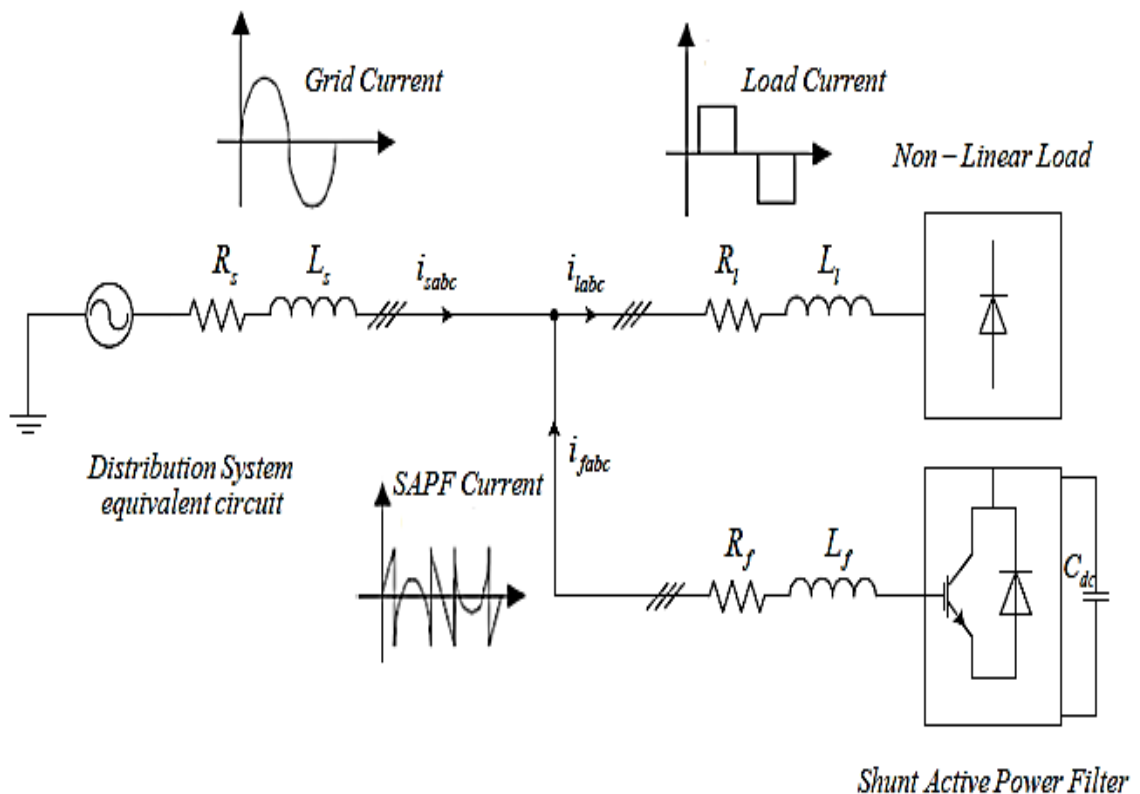 Grid Current
Load Current
Non – Linear Load
R_s
L_s
i_sabc
i_labc
R_l
L_l
Distribution System
equivalent circuit
SAPF Current
i_fabc
R_f
L_f
C_dc
Shunt Active Power Filter